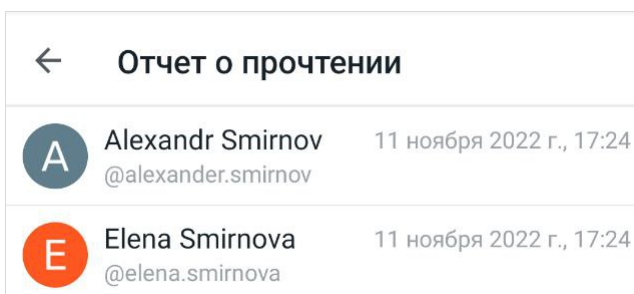 Отчет о прочтении
A
Alexandr Smirnov 11 ноября 2022 г., 17:24
@alexander.smirnov
E
Elena Smirnova 11 ноября 2022 г., 17:24
@elena.smirnova